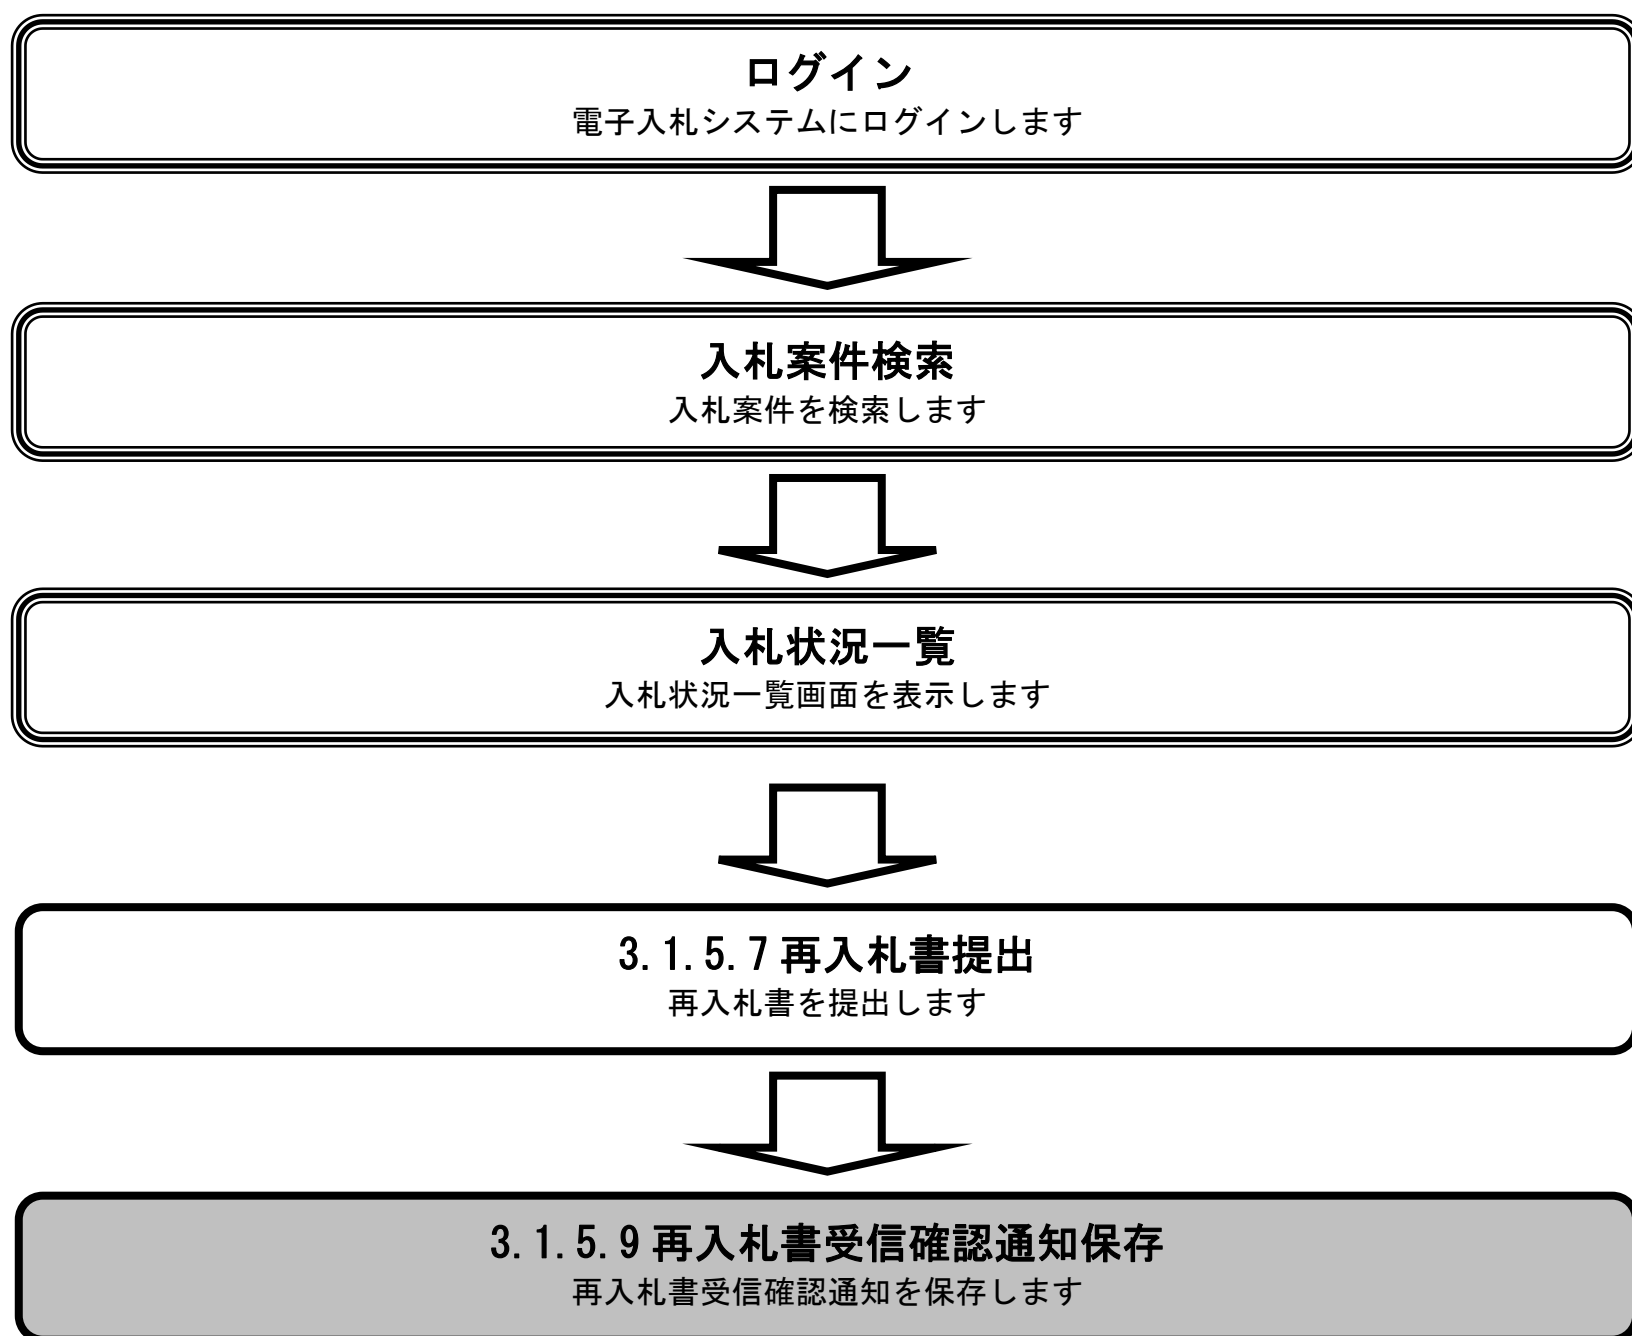 ログイン
電子入札システムにログインします
入札案件検索
入札案件を検索します
入札状況一覧
入札状況一覧画面を表示します
3.1.5.7 再入札書提出
再入札書を提出します
3.1.5.9 再入札書受信確認通知保存
再入札書受信確認通知を保存します